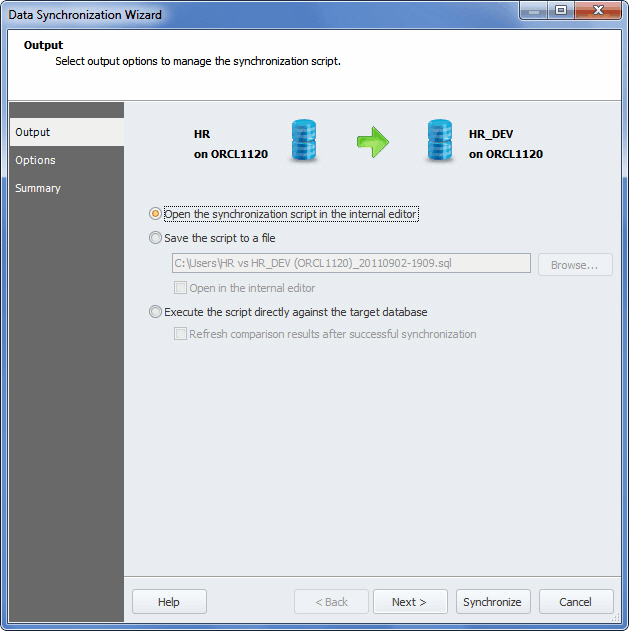 Data Synchronization Wizard
Output
Select output options to manage the synchronization script.
Output
Options
Summary
HR
on ORCL1120
HR_DEV
on ORCL1120
Open the synchronization script in the internal editor
Save the script to a file
C:\Users\HR vs HR_DEV (ORCL1120)_20110902-1909.sql
Browse...
Open in the internal editor
Execute the script directly against the target database
Refresh comparison results after successful synchronization
Help
< Back
Next >
Synchronize
Cancel